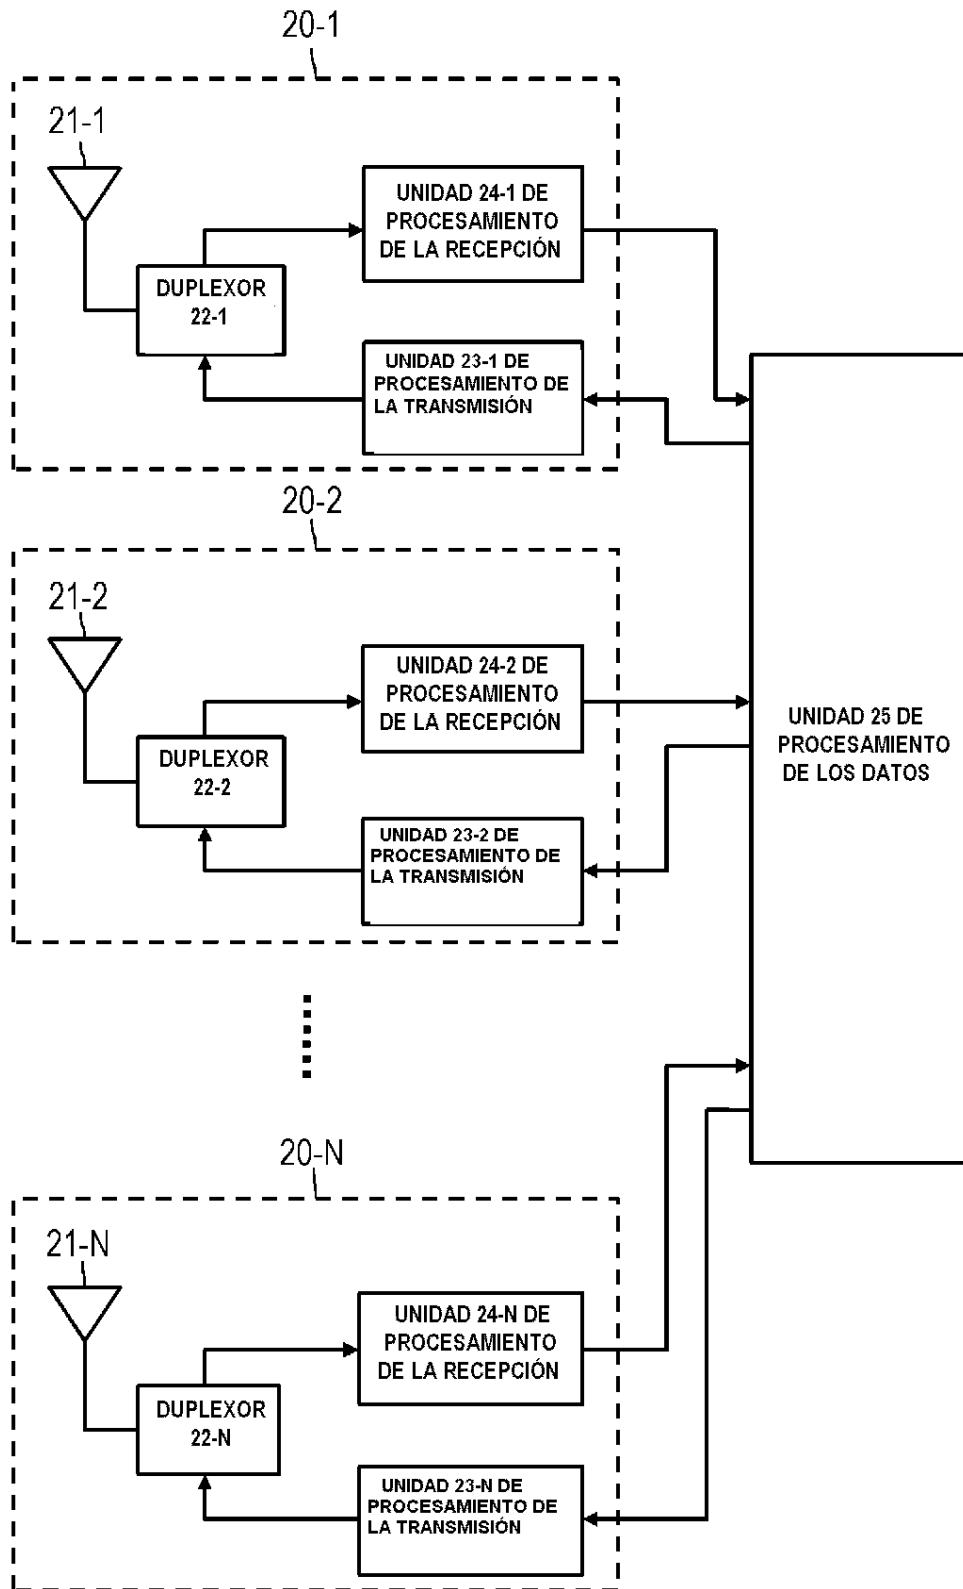 20-1
21-1
UNIDAD 24-1 DE
PROCESAMIENTO
DE LA RECEPCIÓN
DUPLEXOR
22-1
UNIDAD 23-1 DE
PROCESAMIENTO DE
LA TRANSMISIÓN
20-2
21-2
UNIDAD 24-2 DE
PROCESAMIENTO
DE LA RECEPCIÓN
DUPLEXOR
22-2
UNIDAD 23-2 DE
PROCESAMIENTO DE
LA TRANSMISIÓN
UNIDAD 25 DE
PROCESAMIENTO
DE LOS DATOS
20-N
21-N
UNIDAD 24-N DE
PROCESAMIENTO
DE LA RECEPCIÓN
DUPLEXOR
22-N
UNIDAD 23-N DE
PROCESAMIENTO DE
LA TRANSMISIÓN